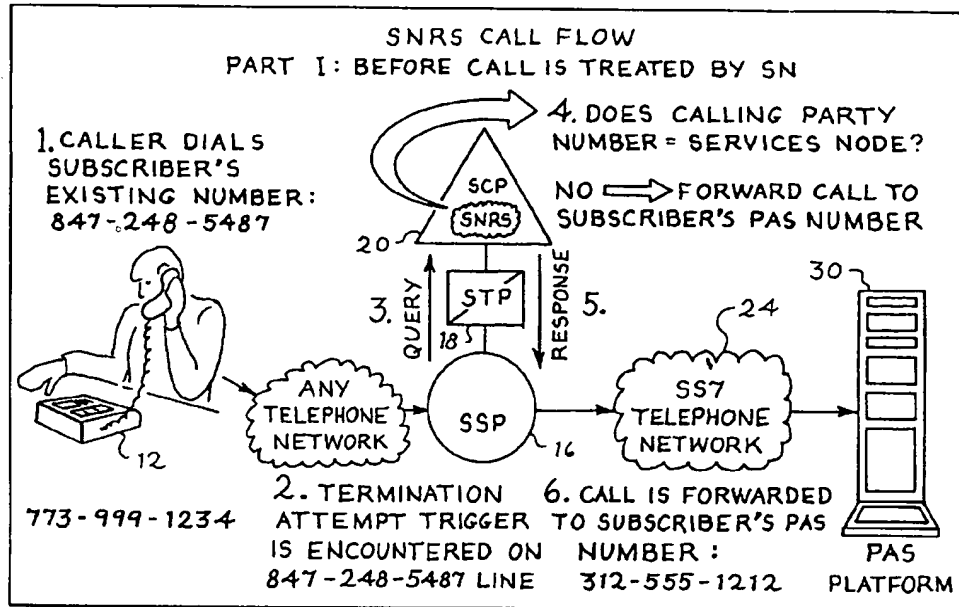 SNRS CALL FLOW
PART I: BEFORE CALL IS TREATED BY SN
1. CALLER DIALS
SUBSCRIBER'S
EXISTING NUMBER:
847-248-5487
4. DOES CALLING PARTY
NUMBER = SERVICES NODE?
NO ⟹ FORWARD CALL TO
SUBSCRIBER'S PAS NUMBER
SCP
SNRS
20
3.
QUERY
STP
18
RESPONSE
5.
12
773-999-1234
ANY
TELEPHONE
NETWORK
SSP
16
24
SS7
TELEPHONE
NETWORK
30
2. TERMINATION
ATTEMPT TRIGGER
IS ENCOUNTERED ON
847-248-5487 LINE
6. CALL IS FORWARDED
TO SUBSCRIBER'S PAS
NUMBER:
312-555-1212
PAS
PLATFORM